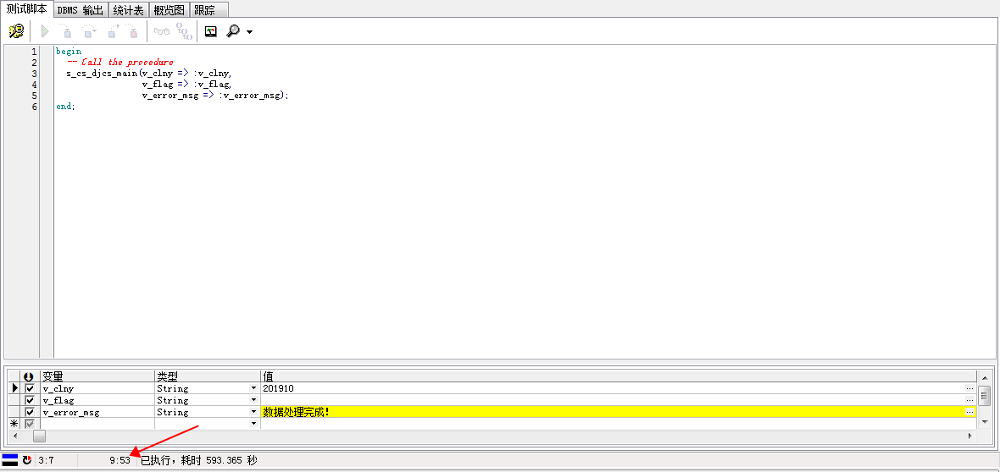 测试脚本 DBMS 输出 统计表 概览图 跟踪
1 begin
2 -- Call the procedure
3 s_cs_djcs_main(v_clny => :v_clny,
4 v_flag => :v_flag,
5 v_error_msg => :v_error_msg);
6 end;
变量 类型 值
v_clny String 201910
v_flag String
v_error_msg String 数据处理完成!
3:7 9:53 已执行，耗时 593.365 秒